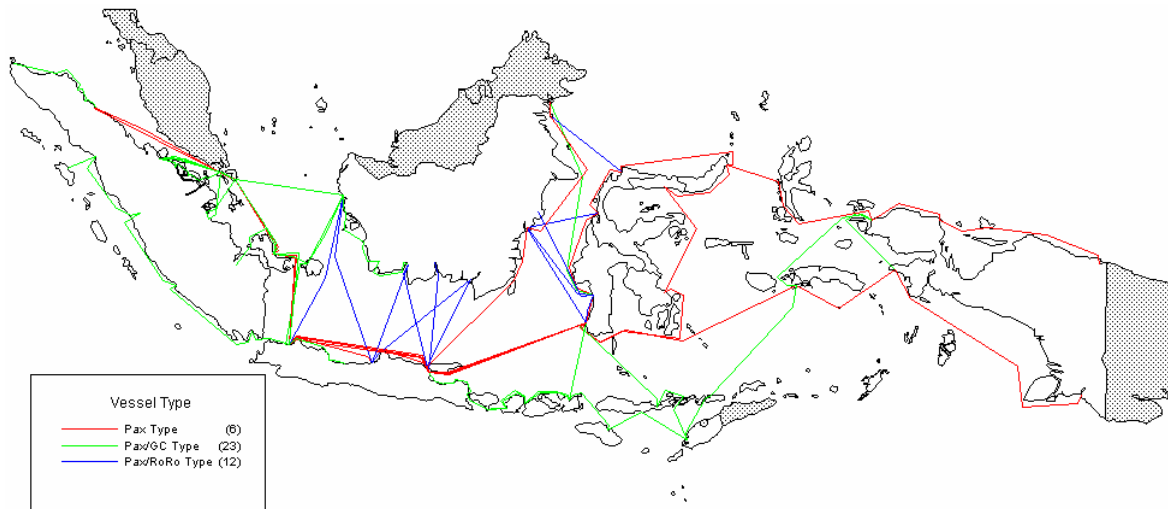 Vessel Type
Pax Type (6)
Pax/GC Type (23)
Pax/RoRo Type (12)